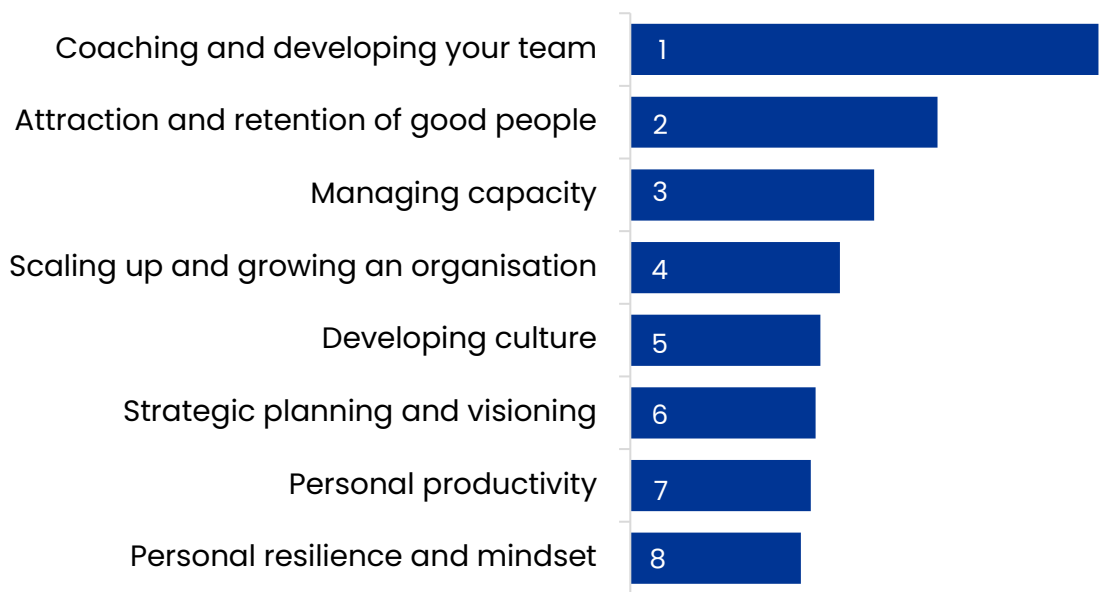 Coaching and developing your team 1
Attraction and retention of good people 2
Managing capacity 3
Scaling up and growing an organisation 4
Developing culture 5
Strategic planning and visioning 6
Personal productivity 7
Personal resilience and mindset 8